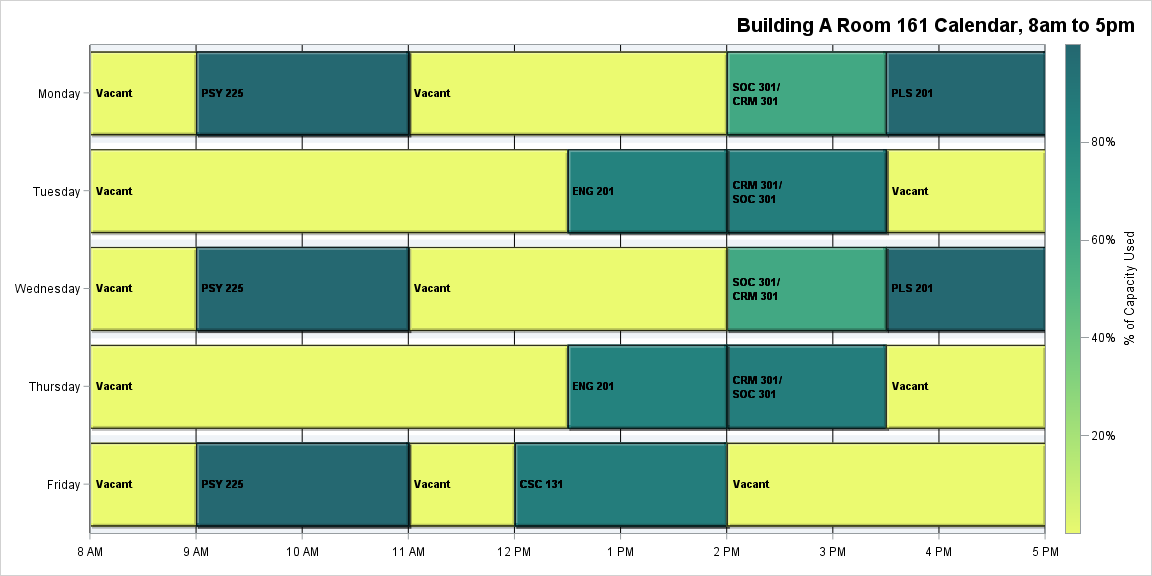 Building A Room 161 Calendar, 8am to 5pm
Monday
Vacant
PSY 225
Vacant
SOC 301/
CRM 301
PLS 201
Tuesday
Vacant
ENG 201
CRM 301/
SOC 301
Vacant
Wednesday
Vacant
PSY 225
Vacant
SOC 301/
CRM 301
PLS 201
Thursday
Vacant
ENG 201
CRM 301/
SOC 301
Vacant
Friday
Vacant
PSY 225
Vacant
CSC 131
Vacant
8 AM
9 AM
10 AM
11 AM
12 PM
1 PM
2 PM
3 PM
4 PM
5 PM
80%
60%
40%
20%
% of Capacity Used